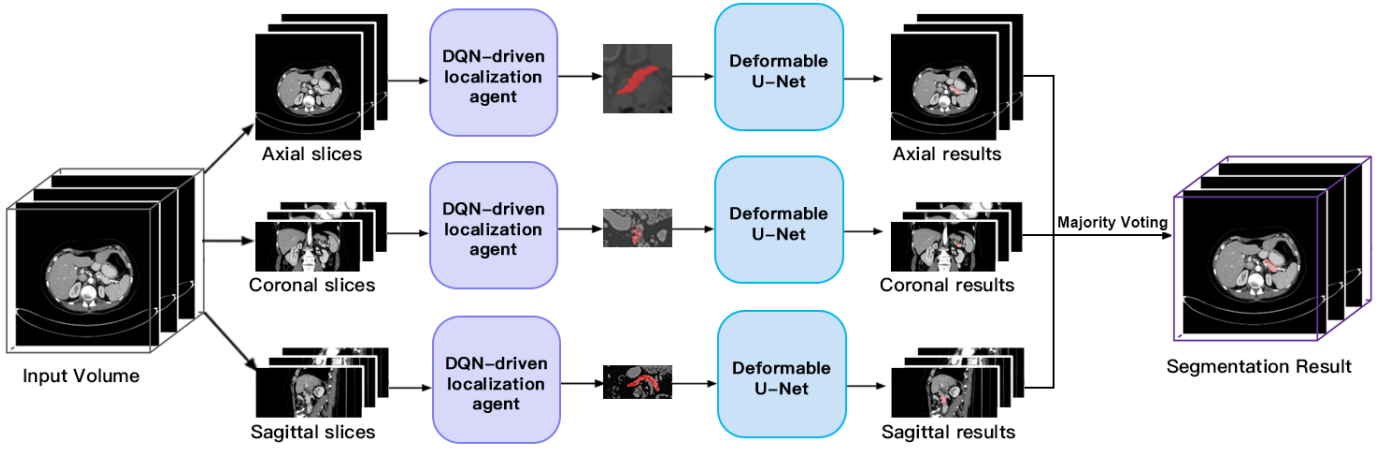 DQN-driven
localization
agent
Deformable
U-Net
Axial slices
Axial results
DQN-driven
localization
agent
Deformable
U-Net
Majority Voting
Coronal slices
Coronal results
Input Volume
DQN-driven
localization
agent
Deformable
U-Net
Segmentation Result
Sagittal slices
Sagittal results